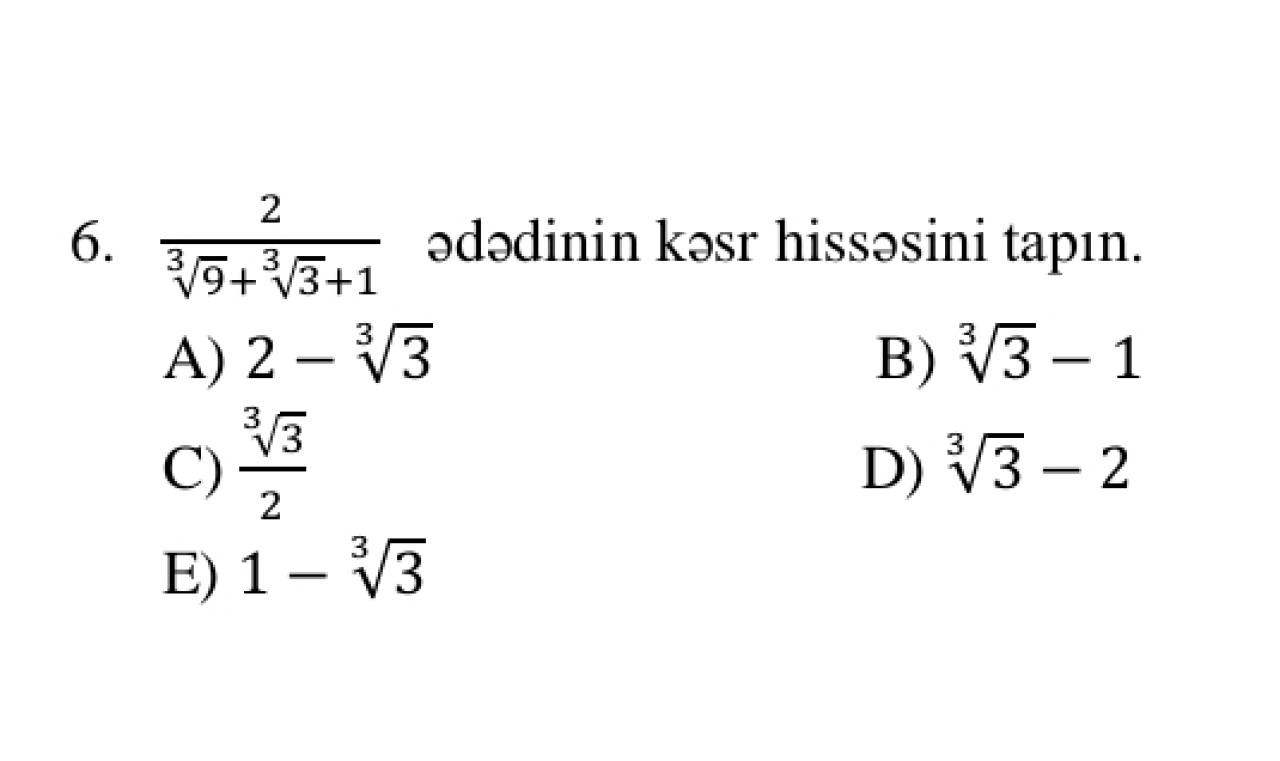 6. \frac{2}{\sqrt[3]{9}+\sqrt[3]{3}+1} ədədinin kəsr hissəsini tapın.
A) 2 − \sqrt[3]{3} B) \sqrt[3]{3} − 1
C) \frac{\sqrt[3]{3}}{2} D) \sqrt[3]{3} − 2
E) 1 − \sqrt[3]{3}